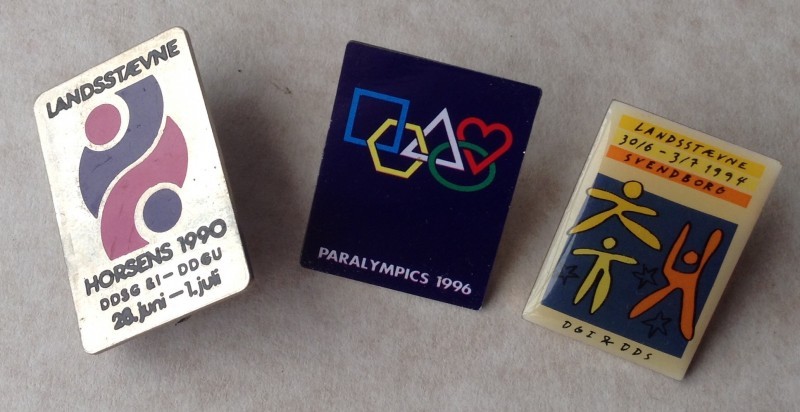 LANDSSTÆVNE
HORSENS 1990
DDSG & I - DDGU
28. juni - 1. juli
PARALYMPICS 1996
LANDSSTÆVNE
30/6 - 3/7 1994
SVENDBORG
DGI & DDS